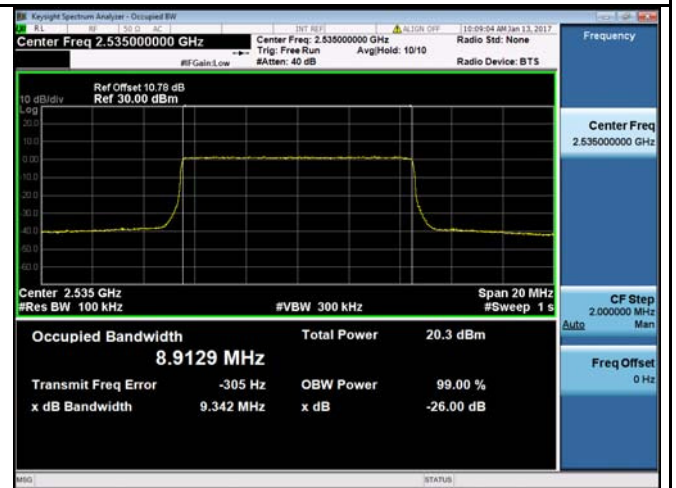 Keysight Spectrum Analyzer - Occupied BW
RL RF 50 Ω AC INT REF ALIGN OFF 10:09:04 AM Jan 13, 2017
Center Freq 2.535000000 GHz
Center Freq: 2.535000000 GHz
Radio Std: None
Trig: Free Run Avg|Hold: 10/10
#IFGain:Low #Atten: 40 dB Radio Device: BTS
Frequency
Ref Offset 10.78 dB
10 dB/div Ref 30.00 dBm
Log
20.0
10.0
0.00
10.0
20.0
30.0
40.0
50.0
60.0
Center 2.535 GHz Span 20 MHz
#Res BW 100 kHz #VBW 300 kHz #Sweep 1 s
Occupied Bandwidth Total Power 20.3 dBm
8.9129 MHz
Transmit Freq Error -305 Hz OBW Power 99.00 %
x dB Bandwidth 9.342 MHz x dB -26.00 dB
Center Freq
2.535000000 GHz
CF Step
2.000000 MHz
Auto Man
Freq Offset
0 Hz
MSG STATUS